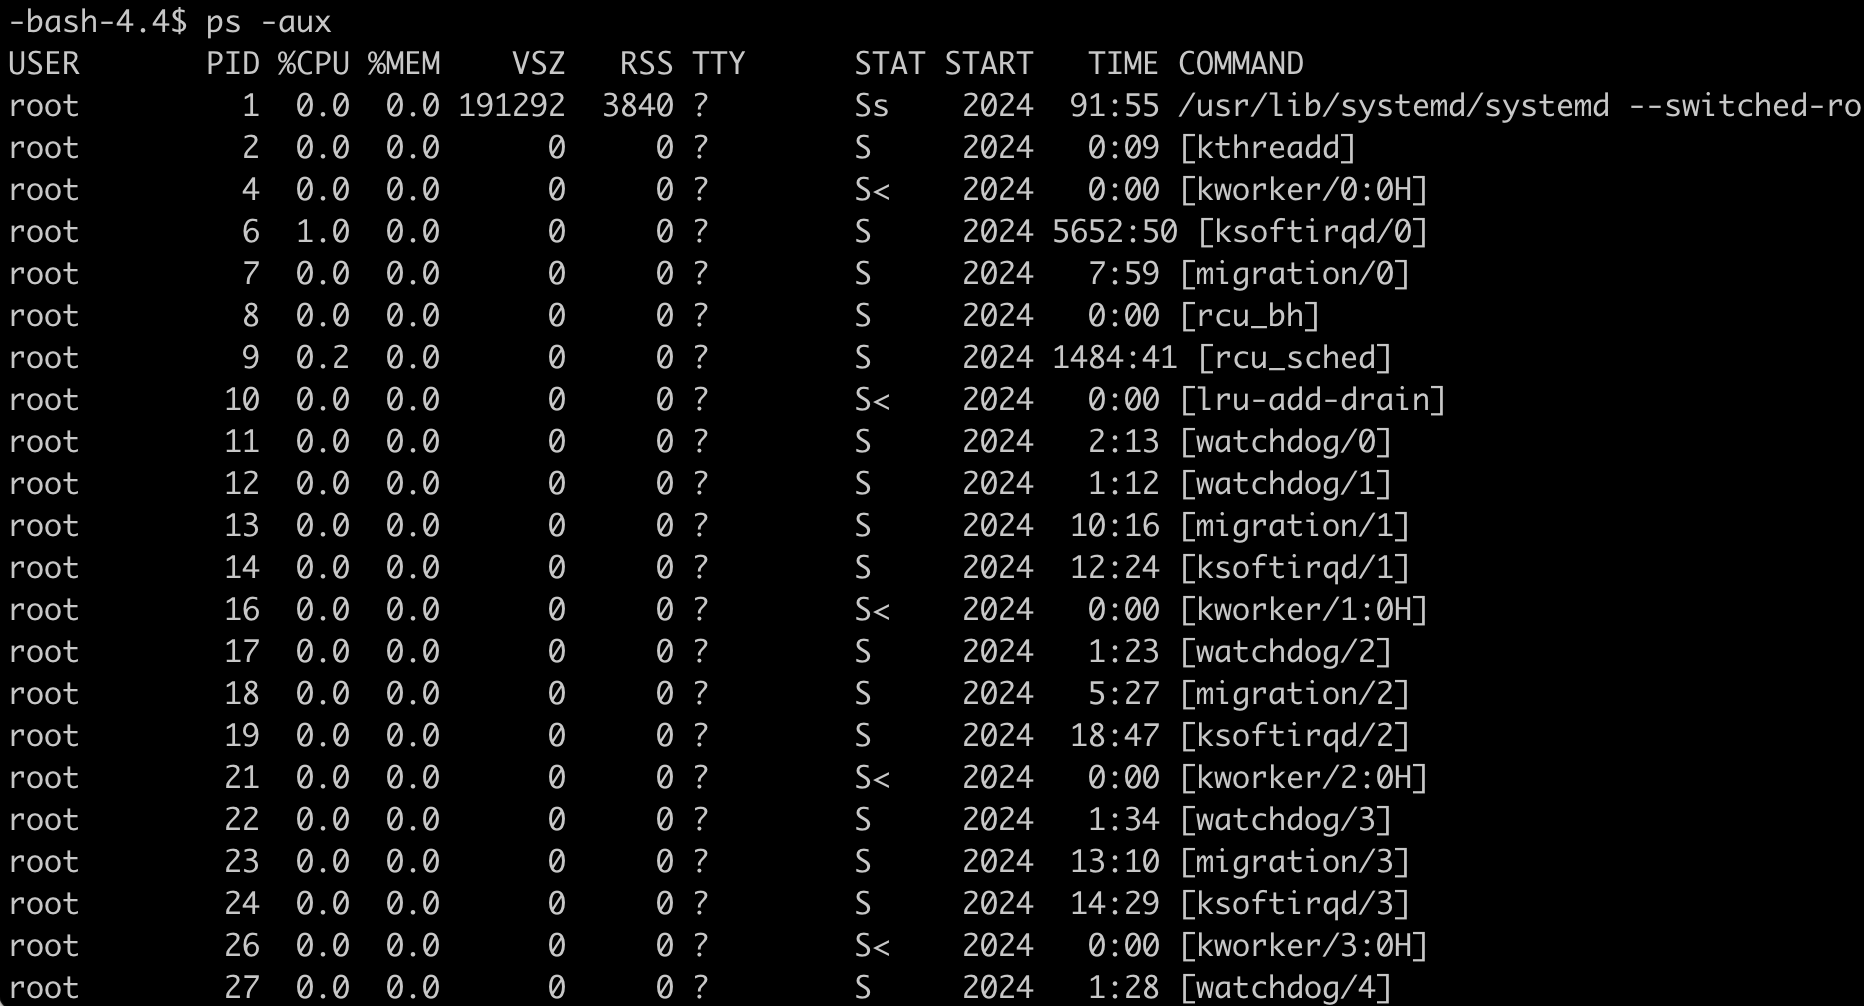 -bash-4.4$ ps -aux
USER       PID %CPU %MEM    VSZ   RSS TTY      STAT START   TIME COMMAND
root         1  0.0  0.0 191292  3840 ?        Ss    2024  91:55 /usr/lib/systemd/systemd --switched-ro
root         2  0.0  0.0      0     0 ?        S     2024   0:09 [kthreadd]
root         4  0.0  0.0      0     0 ?        S<    2024   0:00 [kworker/0:0H]
root         6  1.0  0.0      0     0 ?        S     2024 5652:50 [ksoftirqd/0]
root         7  0.0  0.0      0     0 ?        S     2024   7:59 [migration/0]
root         8  0.0  0.0      0     0 ?        S     2024   0:00 [rcu_bh]
root         9  0.2  0.0      0     0 ?        S     2024 1484:41 [rcu_sched]
root        10  0.0  0.0      0     0 ?        S<    2024   0:00 [lru-add-drain]
root        11  0.0  0.0      0     0 ?        S     2024   2:13 [watchdog/0]
root        12  0.0  0.0      0     0 ?        S     2024   1:12 [watchdog/1]
root        13  0.0  0.0      0     0 ?        S     2024  10:16 [migration/1]
root        14  0.0  0.0      0     0 ?        S     2024  12:24 [ksoftirqd/1]
root        16  0.0  0.0      0     0 ?        S<    2024   0:00 [kworker/1:0H]
root        17  0.0  0.0      0     0 ?        S     2024   1:23 [watchdog/2]
root        18  0.0  0.0      0     0 ?        S     2024   5:27 [migration/2]
root        19  0.0  0.0      0     0 ?        S     2024  18:47 [ksoftirqd/2]
root        21  0.0  0.0      0     0 ?        S<    2024   0:00 [kworker/2:0H]
root        22  0.0  0.0      0     0 ?        S     2024   1:34 [watchdog/3]
root        23  0.0  0.0      0     0 ?        S     2024  13:10 [migration/3]
root        24  0.0  0.0      0     0 ?        S     2024  14:29 [ksoftirqd/3]
root        26  0.0  0.0      0     0 ?        S<    2024   0:00 [kworker/3:0H]
root        27  0.0  0.0      0     0 ?        S     2024   1:28 [watchdog/4]